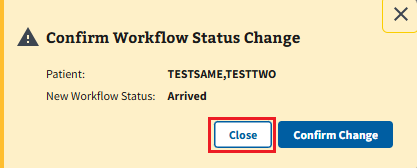 Confirm Workflow Status Change
Patient: TESTSAME,TESTTWO
New Workflow Status: Arrived
Close Confirm Change